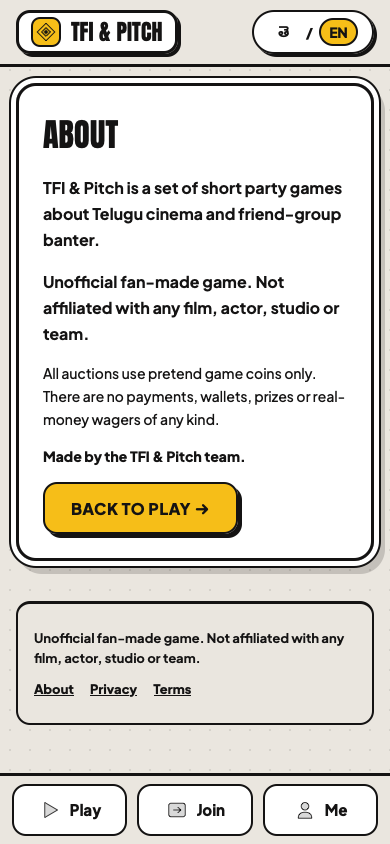 TFI & PITCH
తె / EN
ABOUT
TFI & Pitch is a set of short party games
about Telugu cinema and friend-group
banter.
Unofficial fan-made game. Not
affiliated with any film, actor, studio or
team.
All auctions use pretend game coins only.
There are no payments, wallets, prizes or real-
money wagers of any kind.
Made by the TFI & Pitch team.
BACK TO PLAY →
Unofficial fan-made game. Not affiliated with any
film, actor, studio or team.
About Privacy Terms
Play Join Me